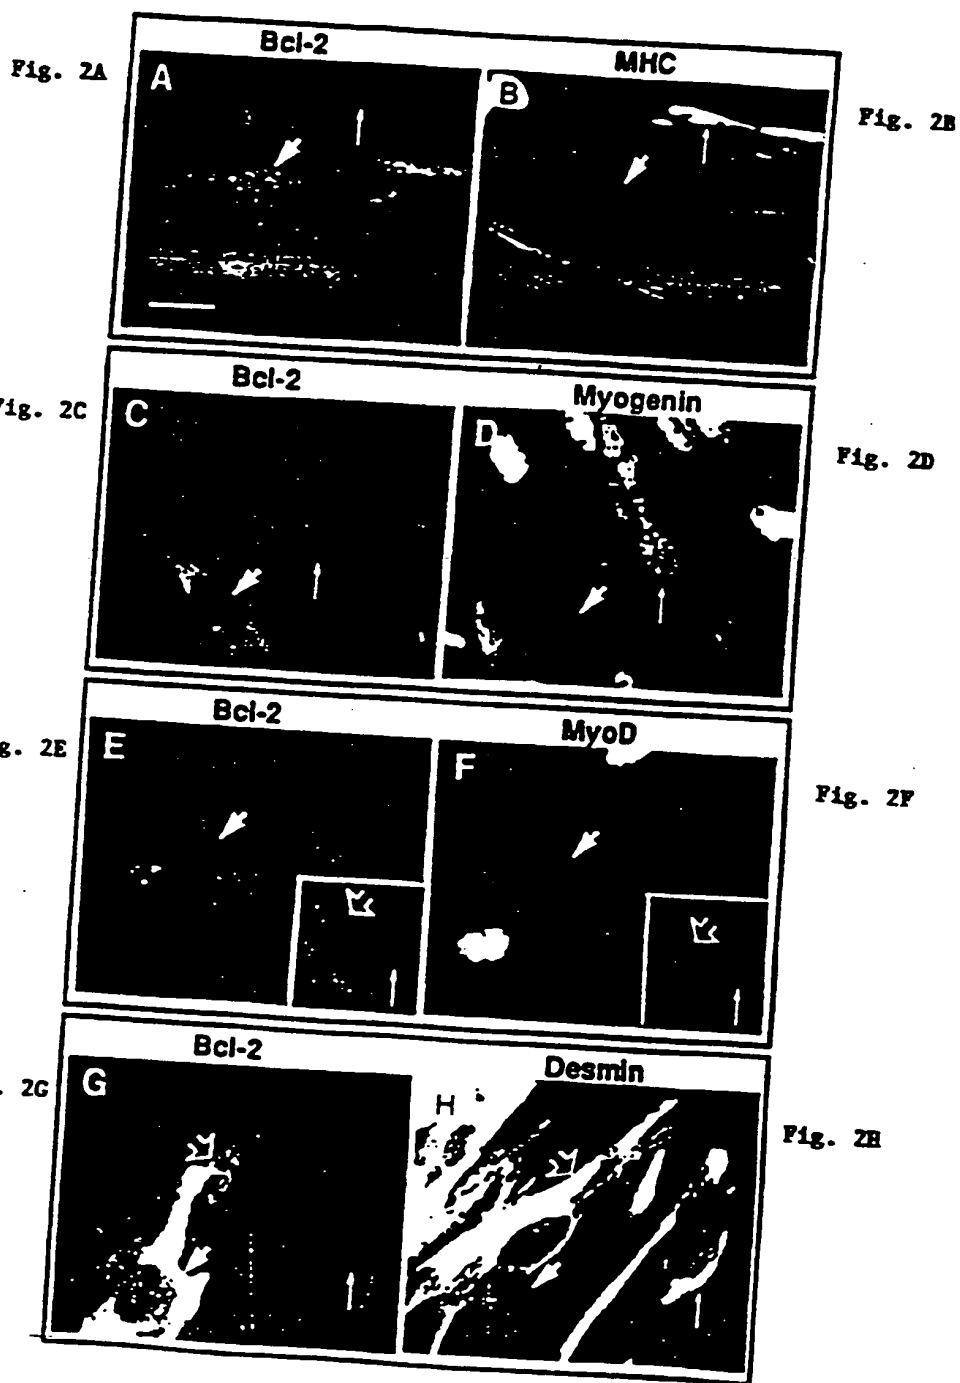 Bcl-2
MHC
Fig. 2A
A
B
Fig. 2B
Bcl-2
Myogenin
Fig. 2C
C
D
Fig. 2D
Bcl-2
MyoD
g. 2E
E
F
Fig. 2F
Bcl-2
Desmin
. 2G
G
H
Fig. 2H